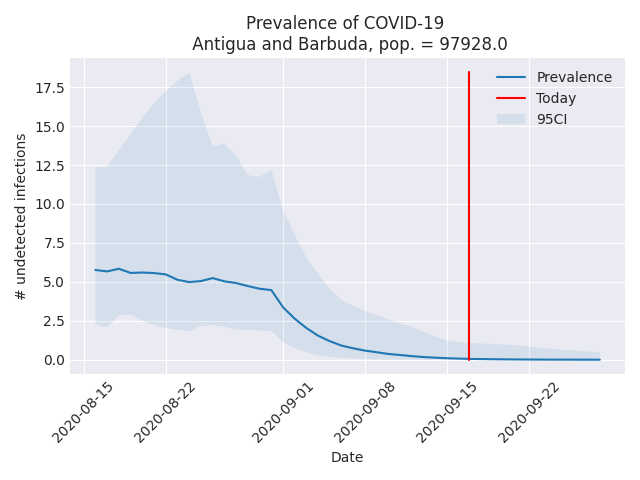 Prevalence of COVID-19
Antigua and Barbuda, pop. = 97928.0
Prevalence
Today
95CI
# undetected infections
17.5
15.0
12.5
10.0
7.5
5.0
2.5
0.0
2020-08-15
2020-08-22
2020-09-01
2020-09-08
2020-09-15
2020-09-22
Date